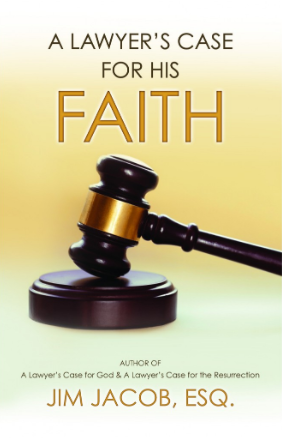 A LAWYER'S CASE
FOR HIS
FAITH
AUTHOR OF
A Lawyer's Case for God & A Lawyer's Case for the Resurrection
JIM JACOB, ESQ.